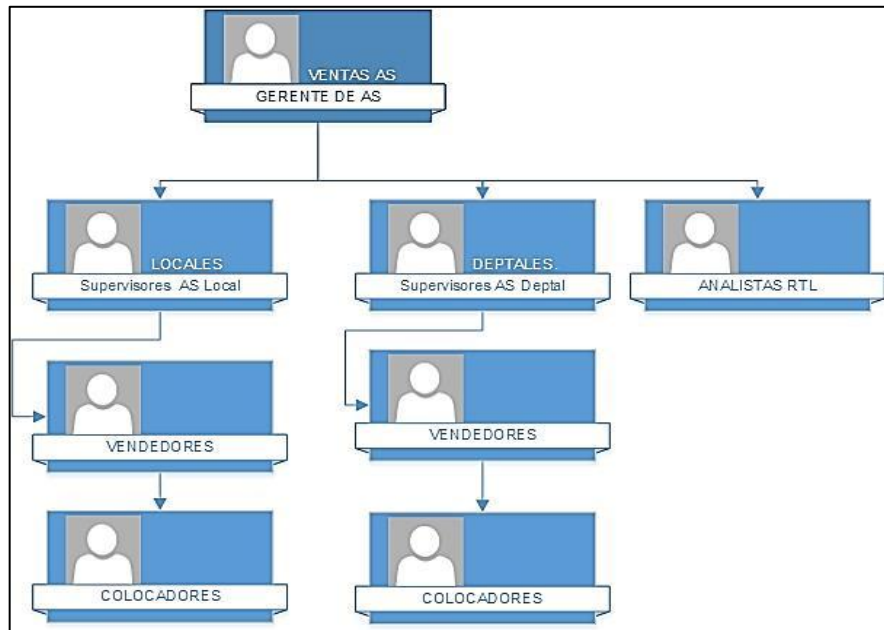 VENTAS AS
GERENTE DE AS
LOCALES
Supervisores AS Local
DEPTALES.
Supervisores AS Deptal
ANALISTAS RTL
VENDEDORES
VENDEDORES
COLOCADORES
COLOCADORES